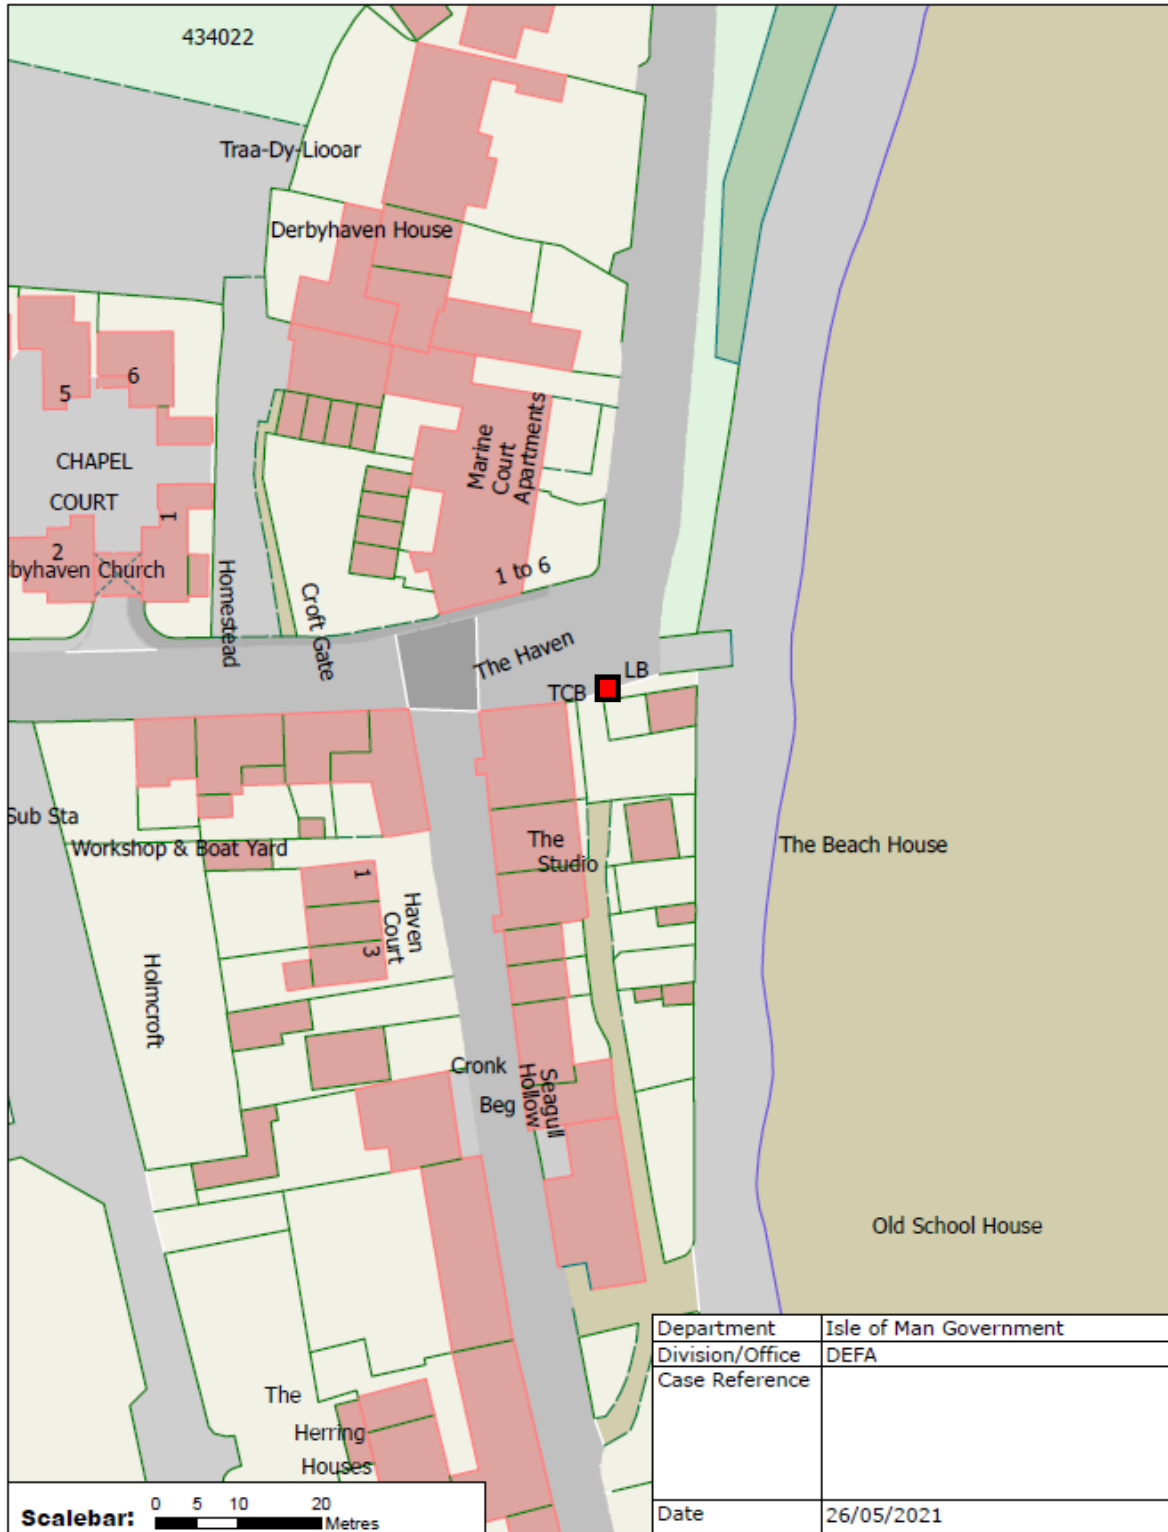 434022
Traa-Dy-Liooar
Derbyhaven House
5
6
CHAPEL
COURT
1
2
rbyhaven Church
Homestead
Croft Gate
Marine
Court
Apartments
1 to 6
The Haven
LB
TCB
Sub Sta
Workshop & Boat Yard
The
Studio
The Beach House
1
Haven
Court
3
Holmcroft
Cronk
Beg
Seagull
Hollow
Old School House
The
Herring
Houses
Department Isle of Man Government
Division/Office DEFA
Case Reference
Date 26/05/2021
Scalebar: 0 5 10 20
Metres